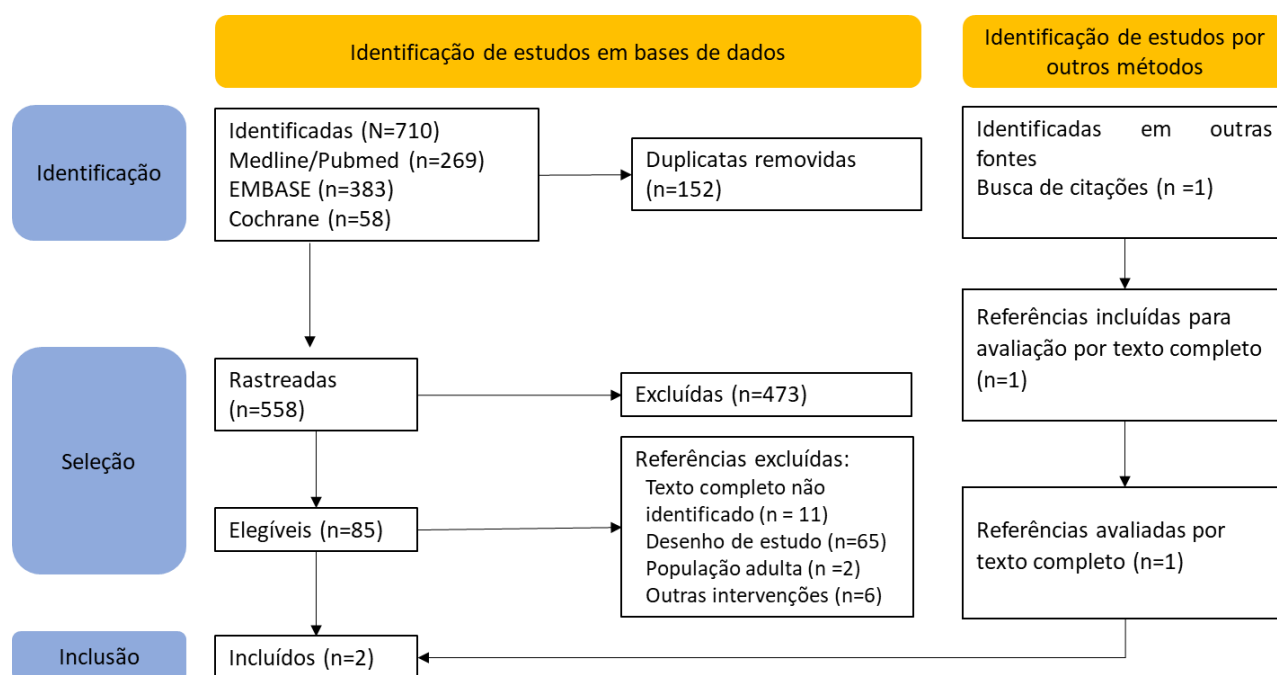 Identificação de estudos em bases de dados
Identificação de estudos por
outros métodos
Identificação
Identificadas (N=710)
Medline/Pubmed (n=269)
EMBASE (n=383)
Cochrane (n=58)
Duplicatas removidas
(n=152)
Identificadas em outras
fontes
Busca de citações (n =1)
Referências incluídas para
avaliação por texto completo
(n=1)
Seleção
Rastreadas
(n=558)
Excluídas (n=473)
Elegíveis (n=85)
Referências excluídas:
Texto completo não
identificado (n = 11)
Desenho de estudo (n=65)
População adulta (n =2)
Outras intervenções (n=6)
Referências avaliadas por
texto completo (n=1)
Inclusão
Incluídos (n=2)